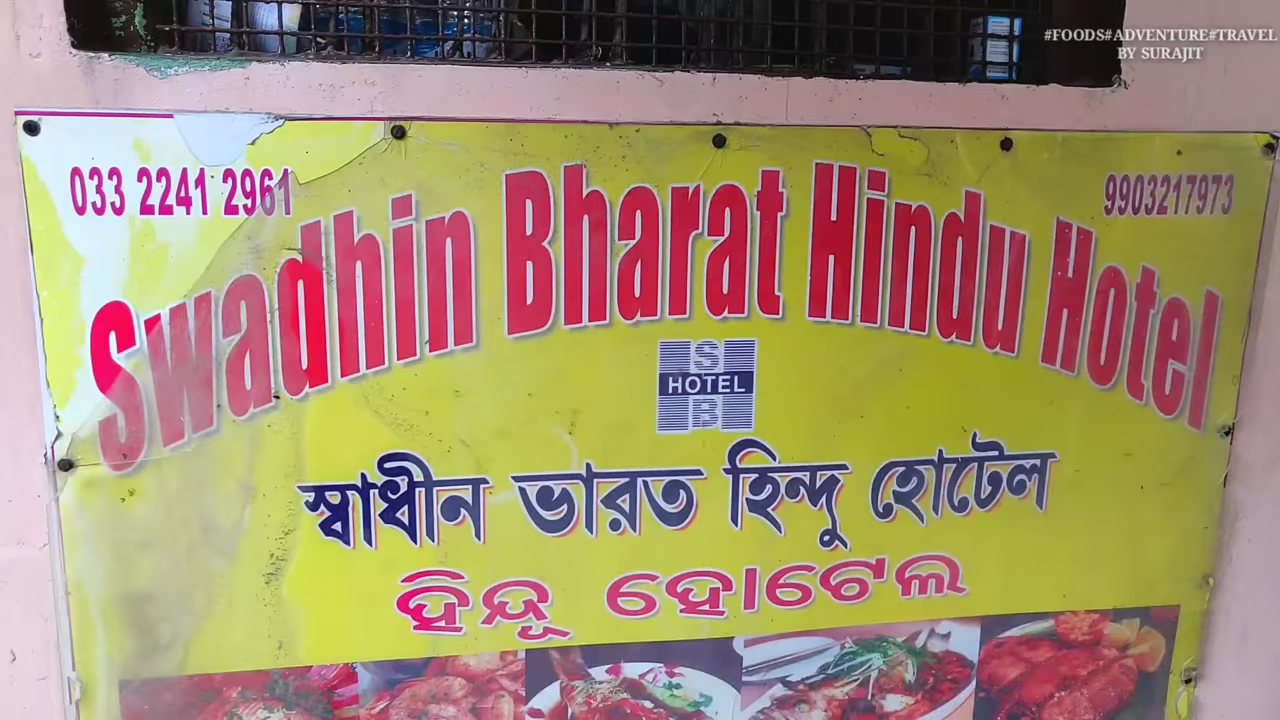 #FOODS#ADVENTURE#TRAVEL
BY SURAJIT
033 2241 2961
9903217973
Swadhin Bharat Hindu Hotel
S
HOTEL
B
স্বাধীন ভারত হিন্দু হোটেল
ହିନ୍ଦୂ ହୋଟେଲ